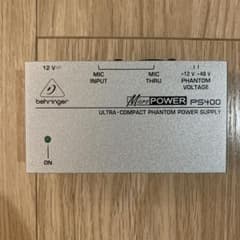 12 V⎓
MIC INPUT
MIC THRU
+12 V +48 V
PHANTOM VOLTAGE
behringer
MicroPOWER PS400
ULTRA-COMPACT PHANTOM POWER SUPPLY
ON